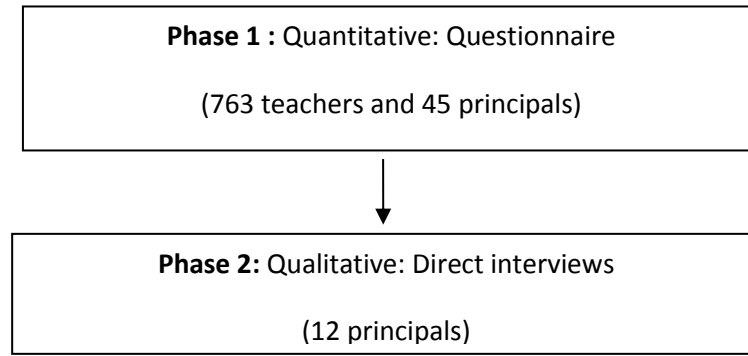 Phase 1 : Quantitative: Questionnaire
(763 teachers and 45 principals)
Phase 2: Qualitative: Direct interviews
(12 principals)